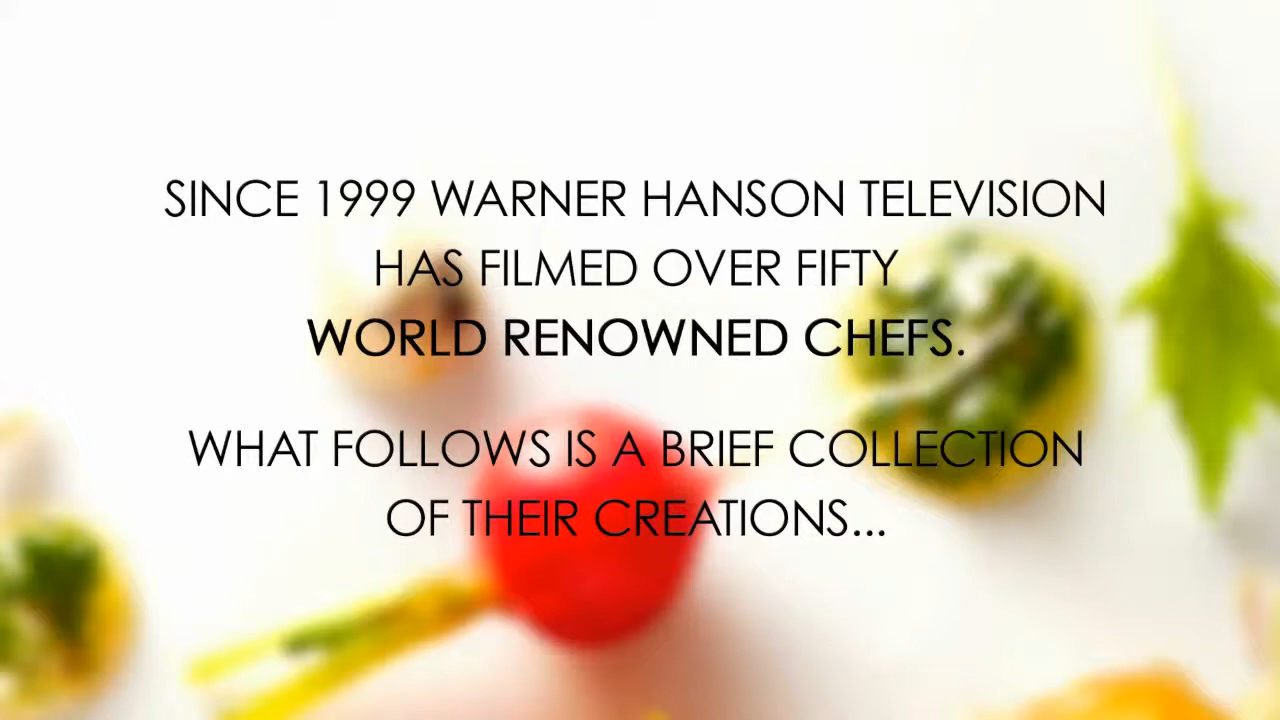 SINCE 1999 WARNER HANSON TELEVISION
HAS FILMED OVER FIFTY
WORLD RENOWNED CHEFS.
WHAT FOLLOWS IS A BRIEF COLLECTION
OF THEIR CREATIONS...